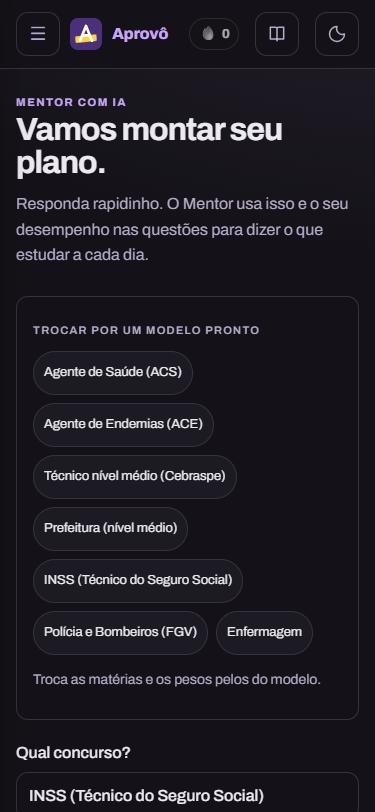 Aprovô
0
MENTOR COM IA
Vamos montar seu
plano.
Responda rapidinho. O Mentor usa isso e o seu
desempenho nas questões para dizer o que
estudar a cada dia.
TROCAR POR UM MODELO PRONTO
Agente de Saúde (ACS)
Agente de Endemias (ACE)
Técnico nível médio (Cebraspe)
Prefeitura (nível médio)
INSS (Técnico do Seguro Social)
Polícia e Bombeiros (FGV) Enfermagem
Troca as matérias e os pesos pelos do modelo.
Qual concurso?
INSS (Técnico do Seguro Social)